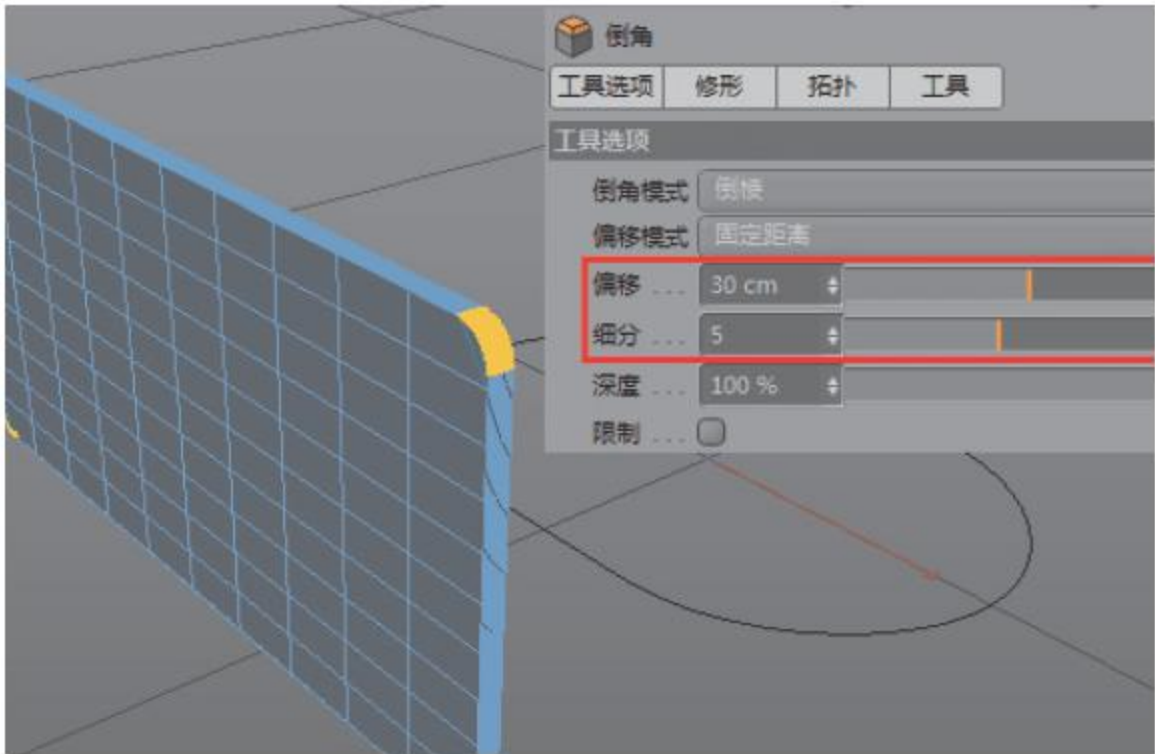 倒角
工具选项 修形 拓扑 工具
工具选项
倒角模式 倒棱
偏移模式 固定距离
偏移 ... 30 cm
细分 ... 5
深度 ... 100 %
限制 ...